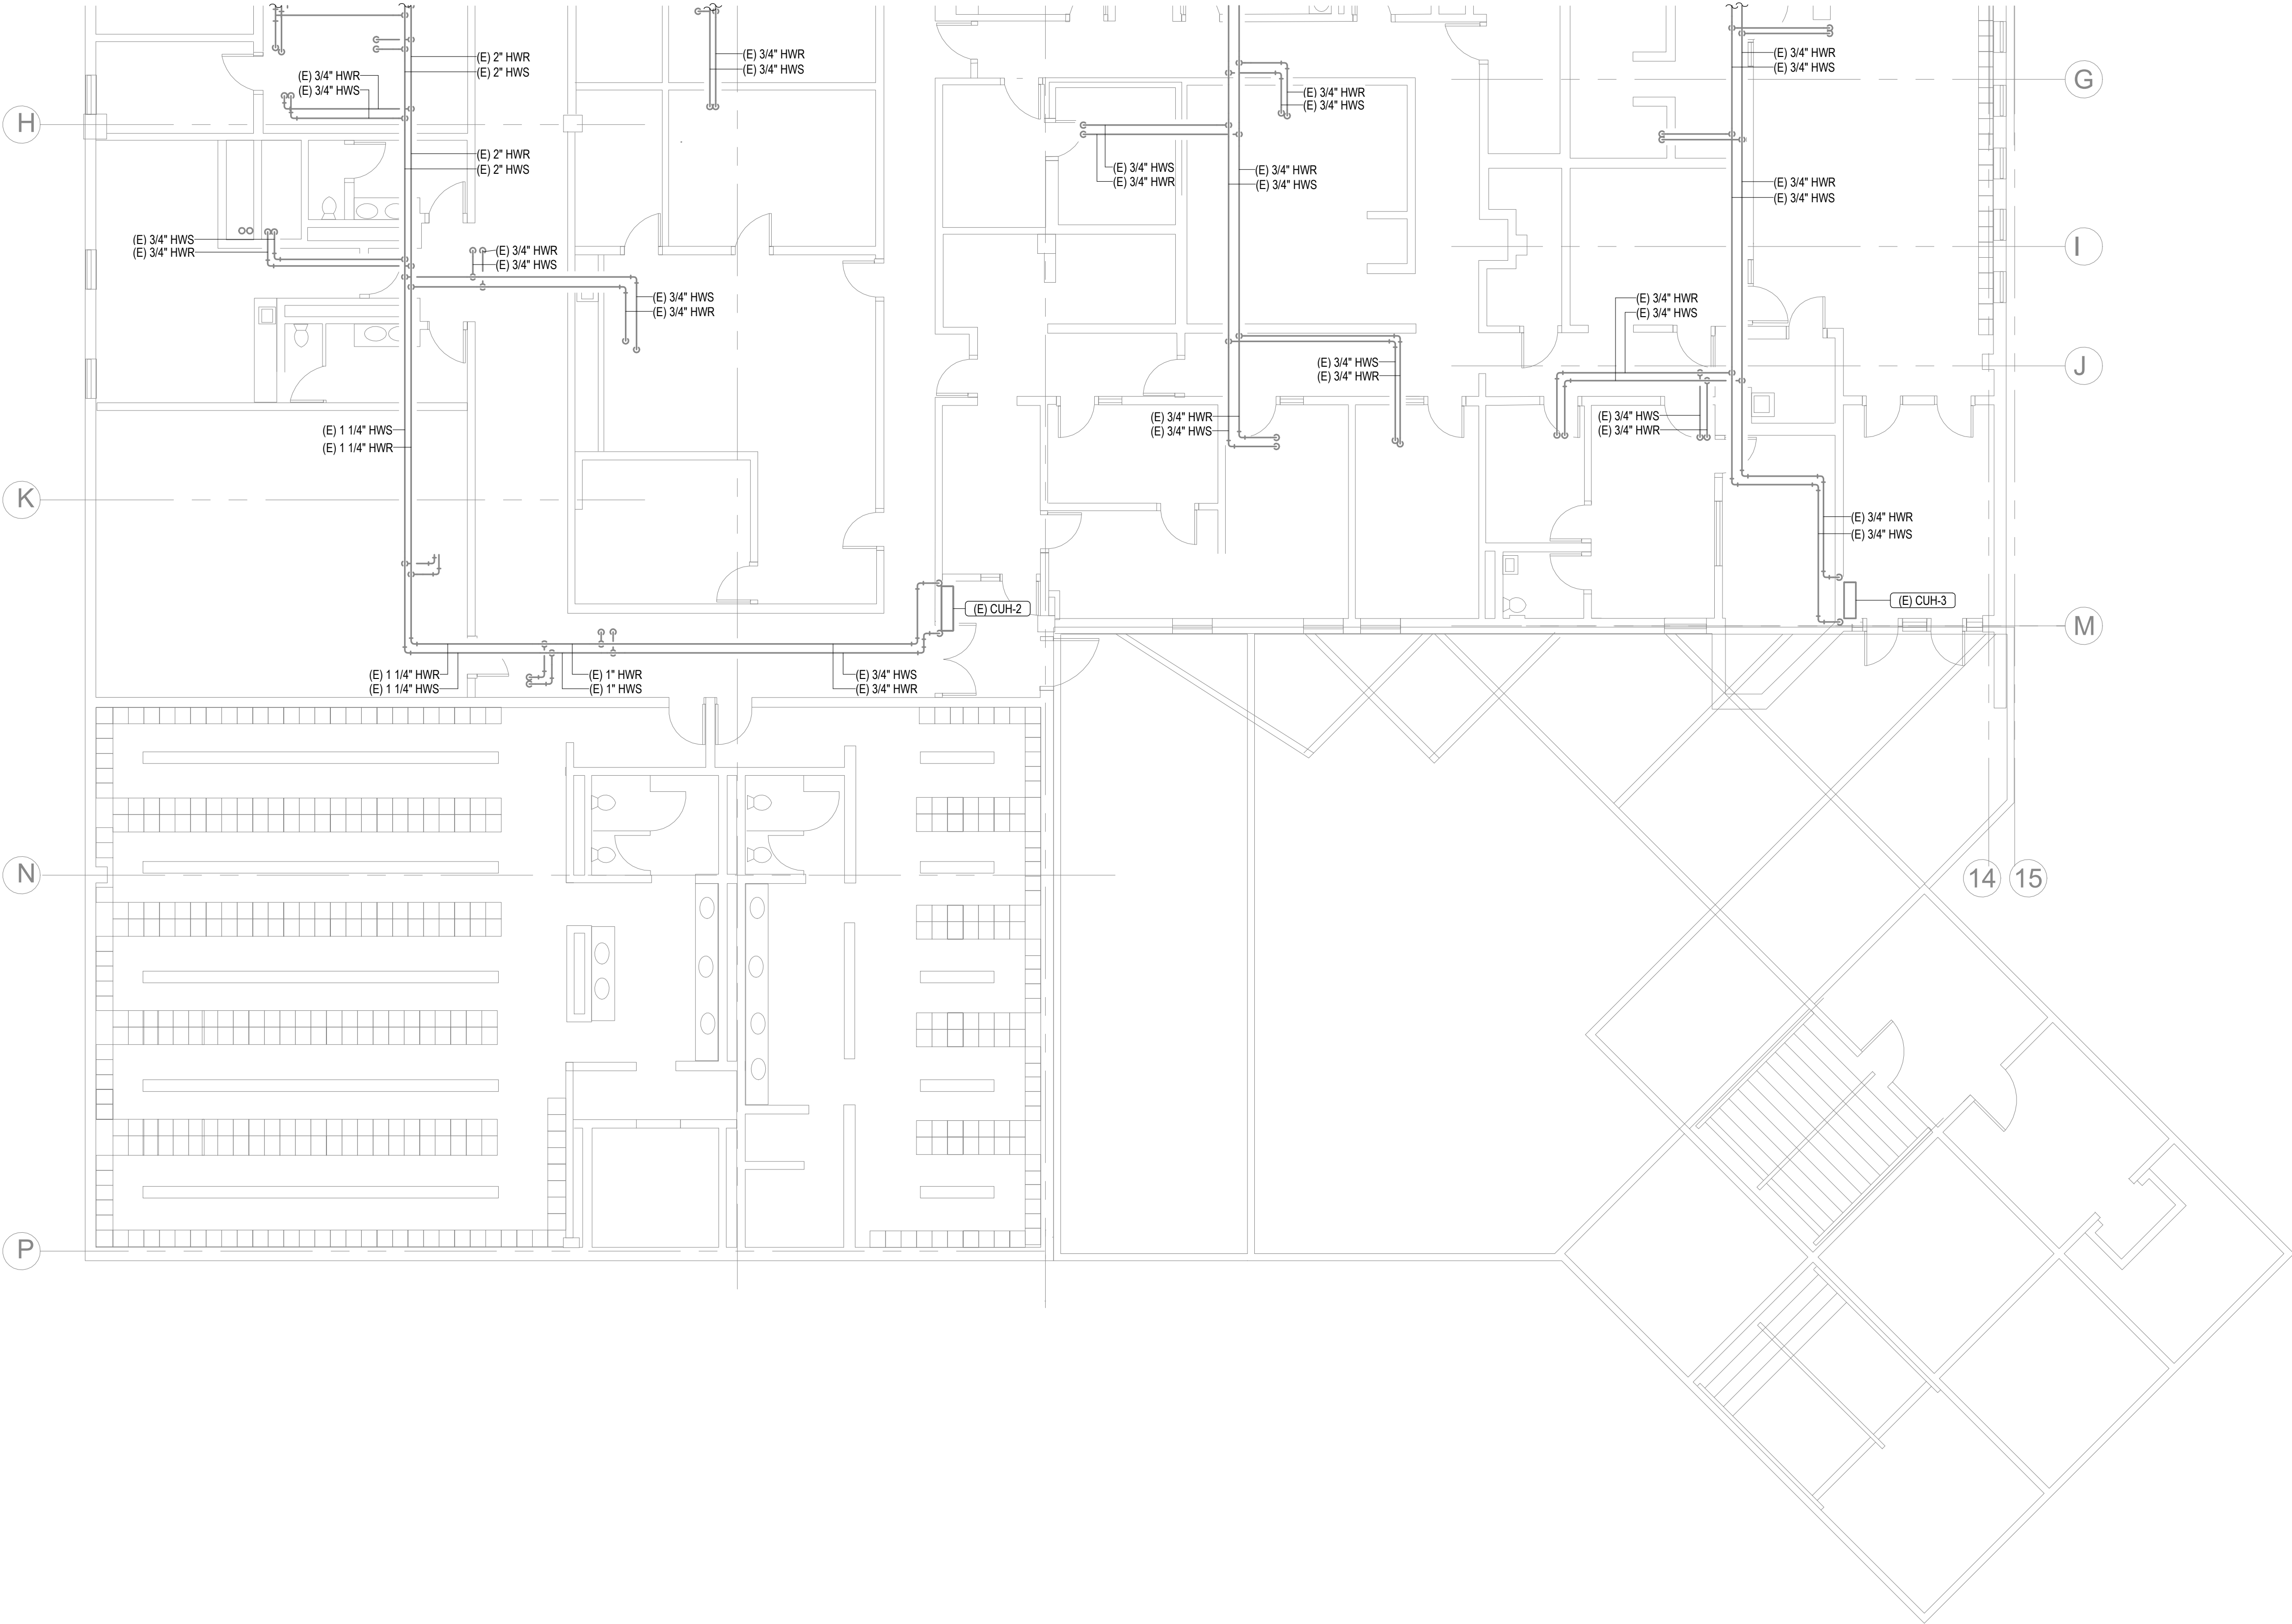 (E) 2" HWR
(E) 2" HWS
(E) 3/4" HWR
(E) 3/4" HWS
(E) 3/4" HWR
(E) 3/4" HWS
(E) 3/4" HWR
(E) 3/4" HWS
G
(E) 3/4" HWR
(E) 3/4" HWS
H
(E) 2" HWR
(E) 2" HWS
(E) 3/4" HWS
(E) 3/4" HWR
(E) 3/4" HWR
(E) 3/4" HWS
(E) 3/4" HWR
(E) 3/4" HWS
(E) 3/4" HWS
(E) 3/4" HWR
(E) 3/4" HWR
(E) 3/4" HWS
I
(E) 3/4" HWS
(E) 3/4" HWR
(E) 3/4" HWR
(E) 3/4" HWS
(E) 3/4" HWS
(E) 3/4" HWR
J
(E) 1 1/4" HWS
(E) 1 1/4" HWR
(E) 3/4" HWR
(E) 3/4" HWS
(E) 3/4" HWS
(E) 3/4" HWR
K
(E) 3/4" HWR
(E) 3/4" HWS
(E) CUH-2
(E) CUH-3
M
(E) 1 1/4" HWR
(E) 1 1/4" HWS
(E) 1" HWR
(E) 1" HWS
(E) 3/4" HWS
(E) 3/4" HWR
N
14
15
P